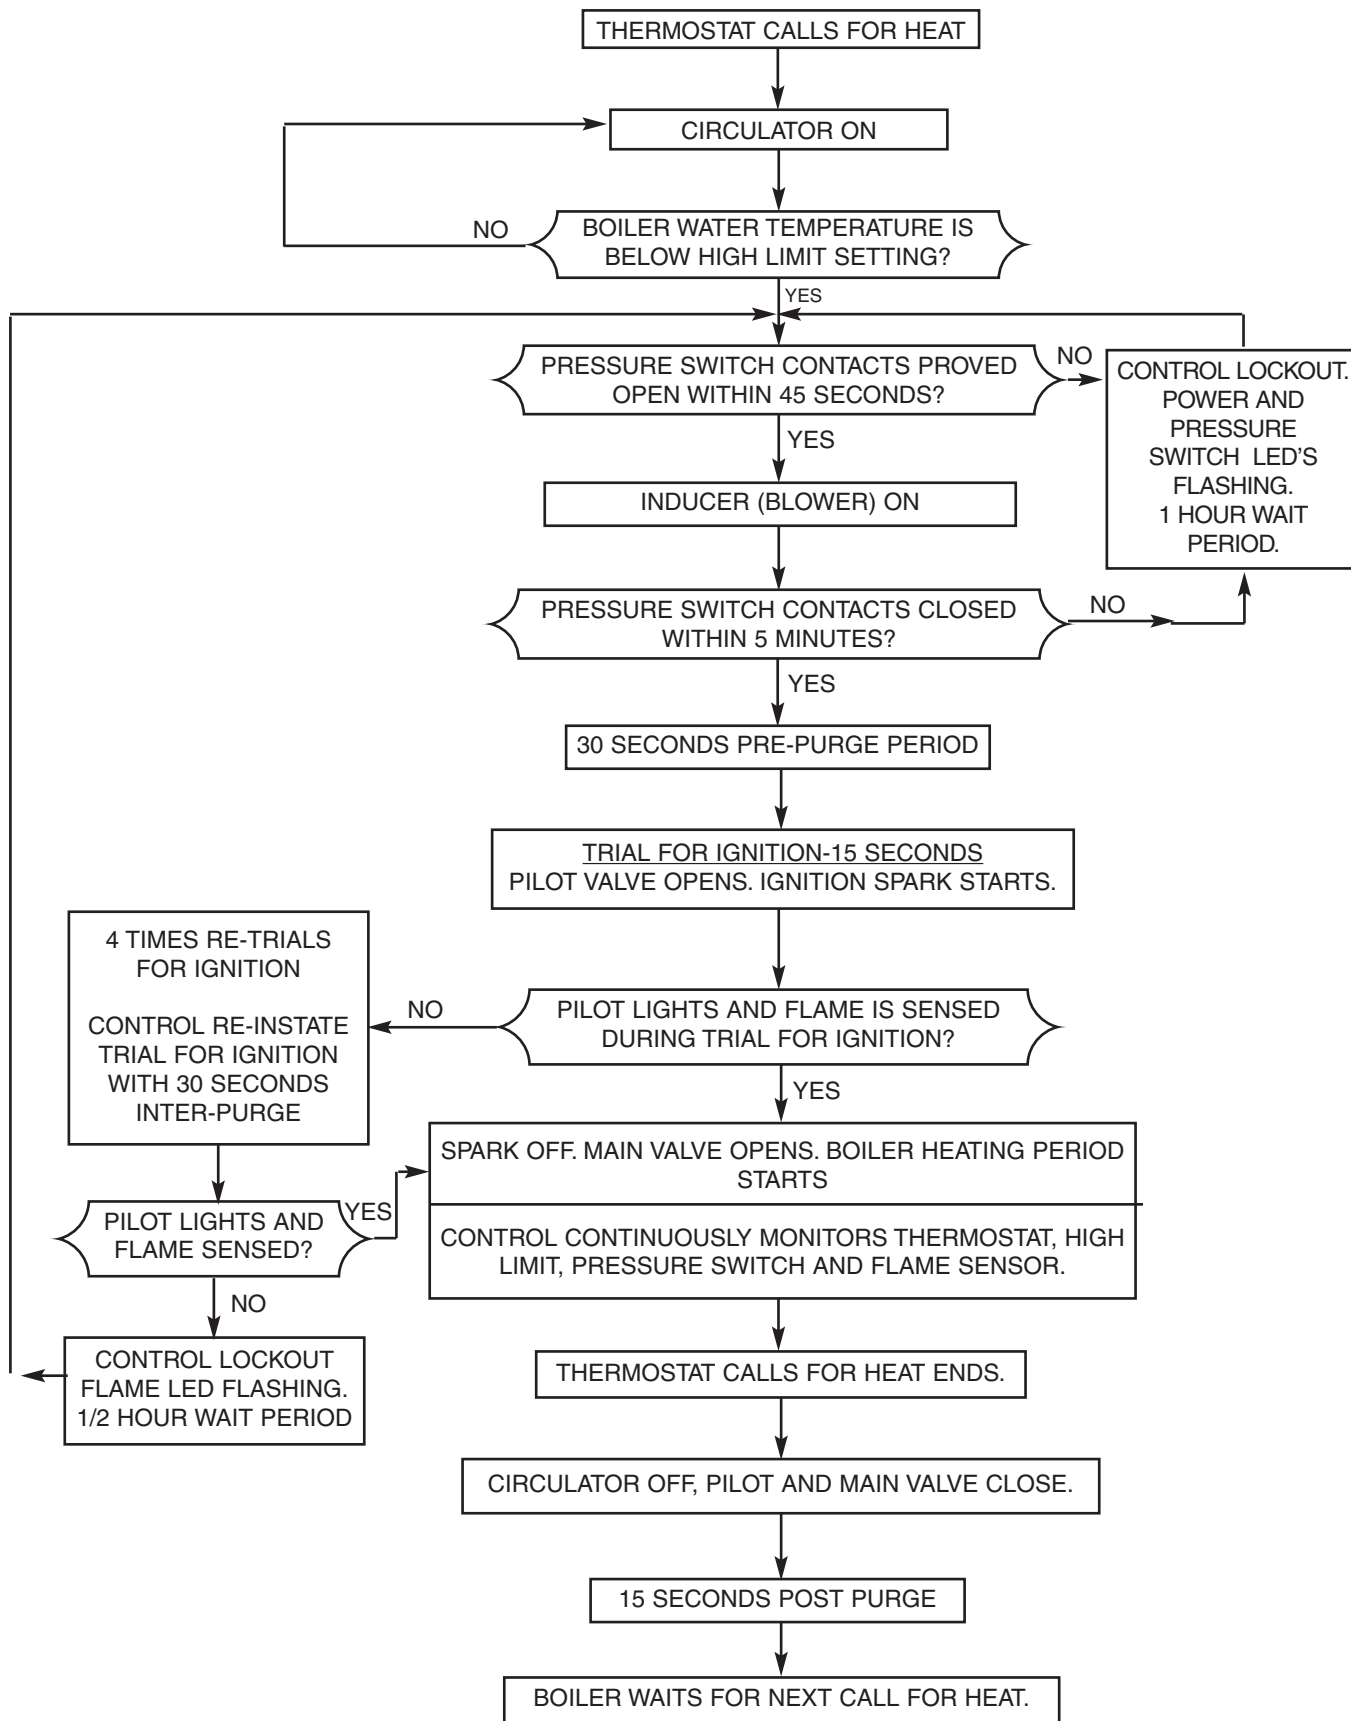 THERMOSTAT CALLS FOR HEAT
CIRCULATOR ON
NO
BOILER WATER TEMPERATURE IS
BELOW HIGH LIMIT SETTING?
YES
PRESSURE SWITCH CONTACTS PROVED
OPEN WITHIN 45 SECONDS?
NO
CONTROL LOCKOUT.
POWER AND
PRESSURE
SWITCH LED'S
FLASHING.
1 HOUR WAIT
PERIOD.
YES
INDUCER (BLOWER) ON
PRESSURE SWITCH CONTACTS CLOSED
WITHIN 5 MINUTES?
NO
YES
30 SECONDS PRE-PURGE PERIOD
TRIAL FOR IGNITION-15 SECONDS
PILOT VALVE OPENS. IGNITION SPARK STARTS.
PILOT LIGHTS AND FLAME IS SENSED
DURING TRIAL FOR IGNITION?
NO
4 TIMES RE-TRIALS
FOR IGNITION
CONTROL RE-INSTATE
TRIAL FOR IGNITION
WITH 30 SECONDS
INTER-PURGE
YES
PILOT LIGHTS AND
FLAME SENSED?
YES
NO
CONTROL LOCKOUT
FLAME LED FLASHING.
1/2 HOUR WAIT PERIOD
SPARK OFF. MAIN VALVE OPENS. BOILER HEATING PERIOD
STARTS
CONTROL CONTINUOUSLY MONITORS THERMOSTAT, HIGH
LIMIT, PRESSURE SWITCH AND FLAME SENSOR.
THERMOSTAT CALLS FOR HEAT ENDS.
CIRCULATOR OFF, PILOT AND MAIN VALVE CLOSE.
15 SECONDS POST PURGE
BOILER WAITS FOR NEXT CALL FOR HEAT.